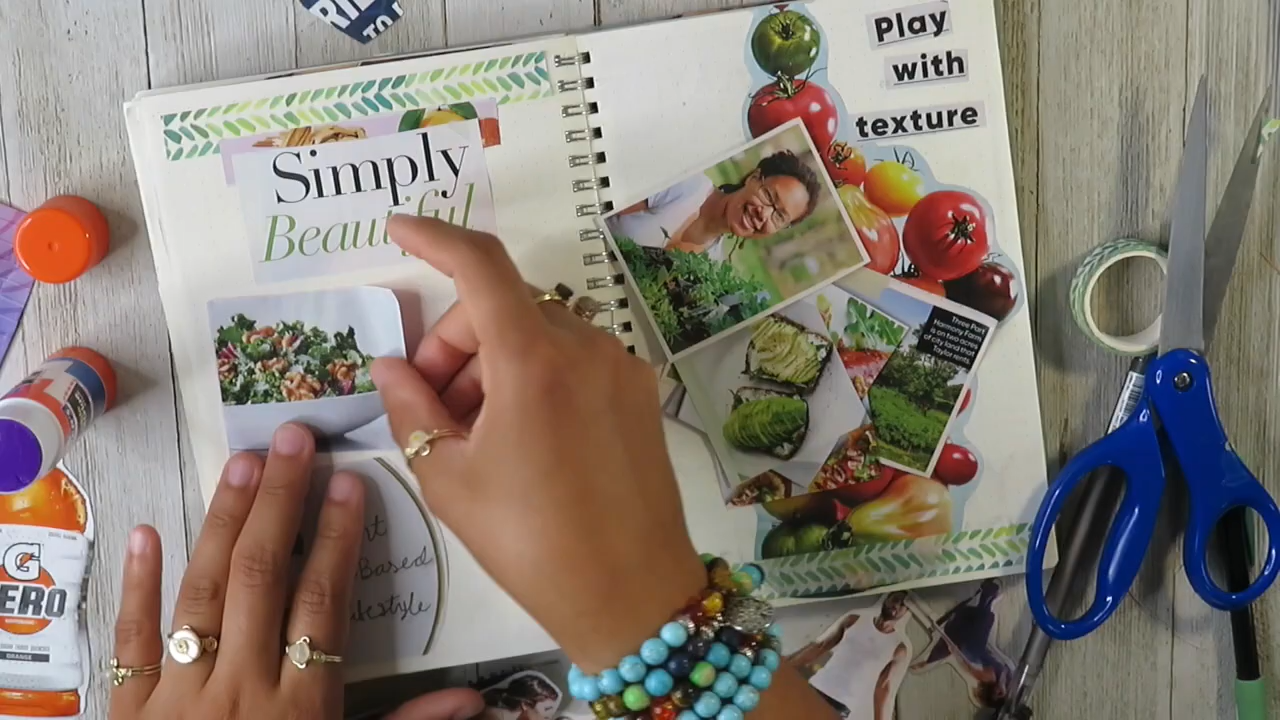 Simply
Beautiful
Based
Play
with
texture
Three Part
Harmony Farm
is on two acres
of city land that
Taylor rents.
G
ERO